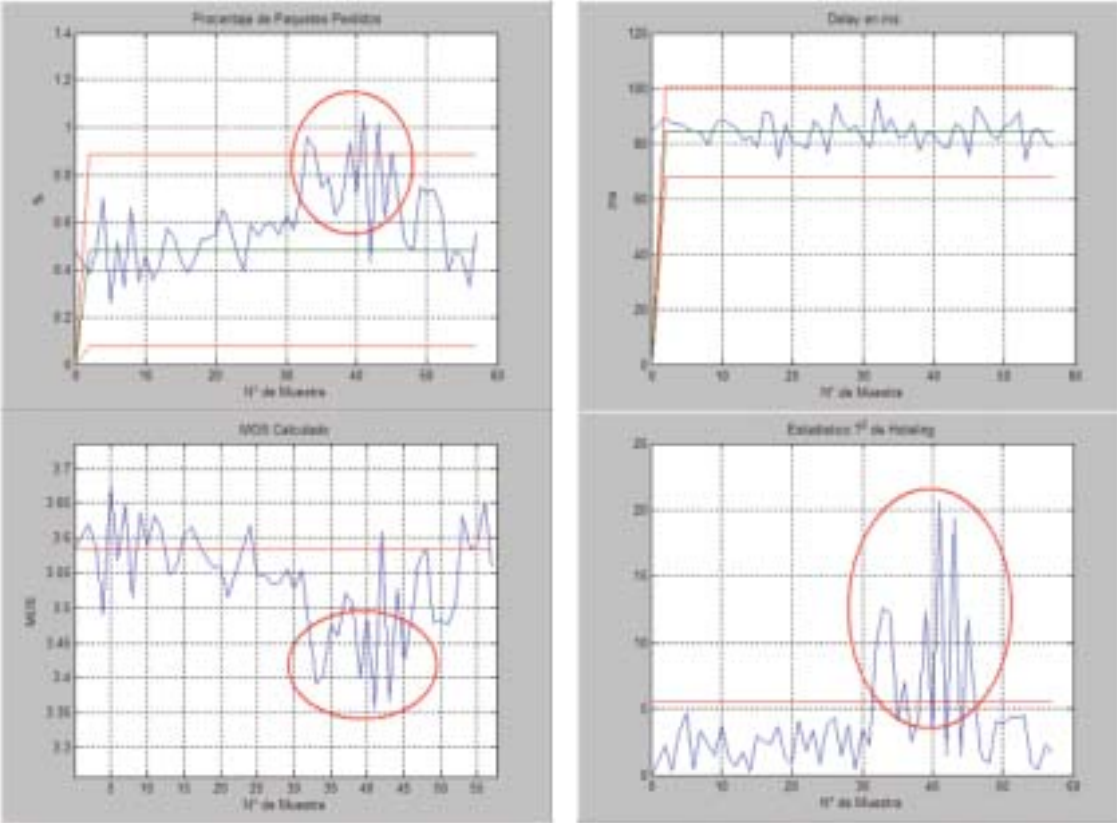 Procentaje de Paquetes Perdidos
1.4
1.2
1
0.8
%
0.6
0.4
0.2
0
0 10 20 30 40 50 60
N° de Muestra
Delay en ms
120
100
80
ms
60
40
20
0
0 10 20 30 40 50 60
N° de Muestra
MOS Calculado
3.7
3.65
3.6
3.55
3.5
MOS
3.45
3.4
3.35
3.3
5 10 15 20 25 30 35 40 45 50 55
N° de Muestra
Estadistico T² de Hoteling
25
20
15
10
5
0
0 10 20 30 40 50 60
N° de Muestra